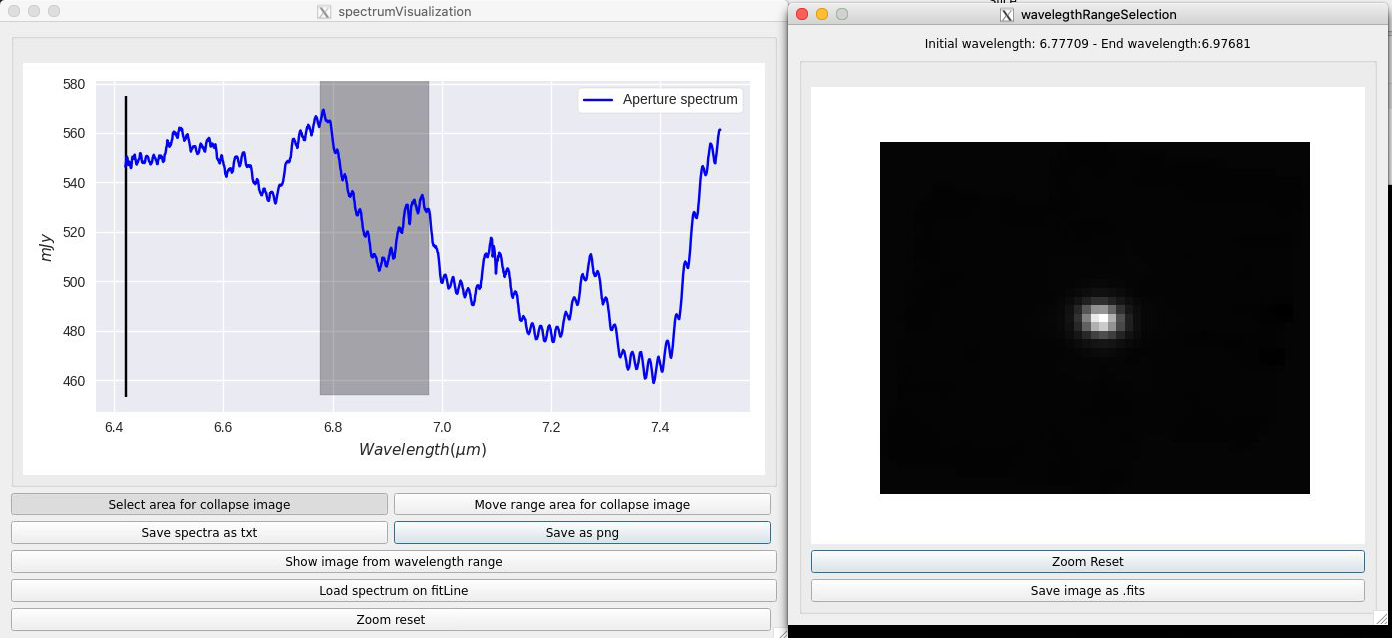 spectrumVisualization
580
560
540
520
500
480
460
mJy
Aperture spectrum
6.4 6.6 6.8 7.0 7.2 7.4
Wavelength(μm)
Select area for collapse image
Move range area for collapse image
Save spectra as txt
Save as png
Show image from wavelength range
Load spectrum on fitLine
Zoom reset
wavelegthRangeSelection
Initial wavelength: 6.77709 - End wavelength:6.97681
Zoom Reset
Save image as .fits